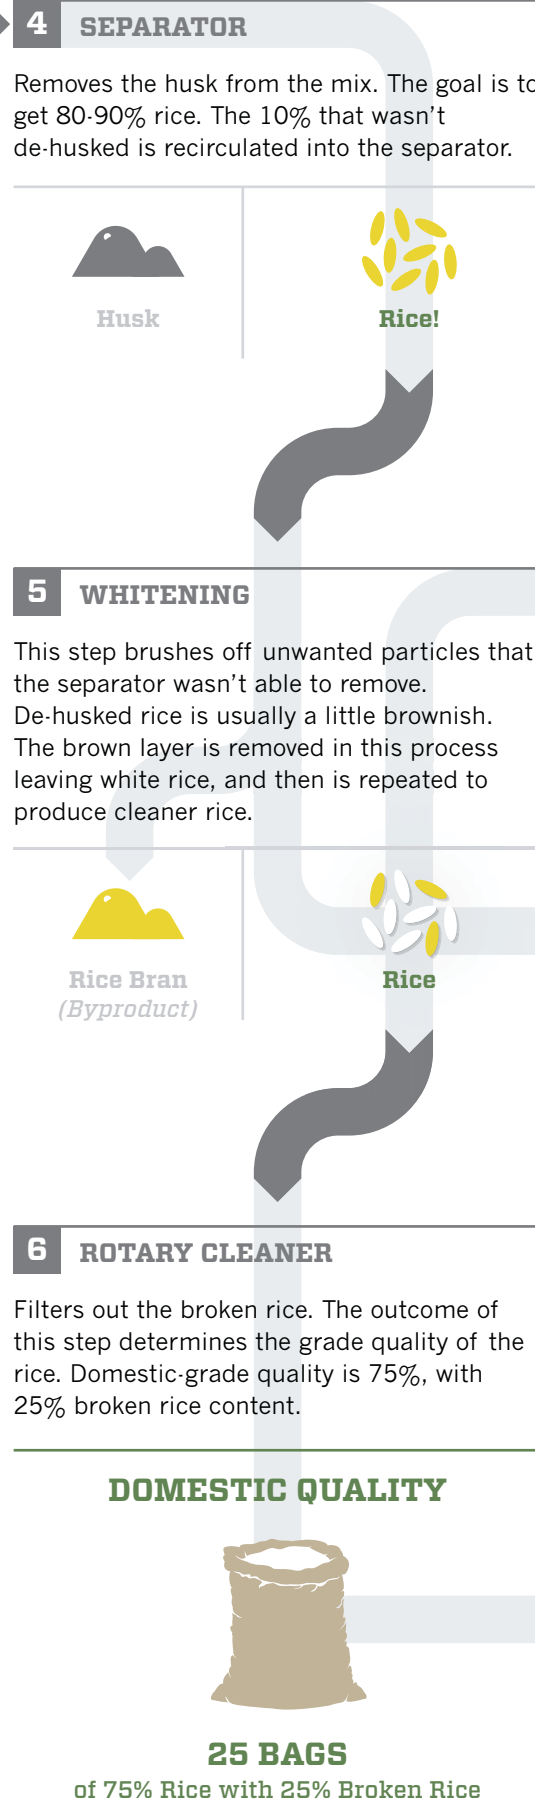 4 SEPARATOR
Removes the husk from the mix. The goal is to
get 80-90% rice. The 10% that wasn't
de-husked is recirculated into the separator.
Husk
Rice!
5 WHITENING
This step brushes off unwanted particles that
the separator wasn't able to remove.
De-husked rice is usually a little brownish.
The brown layer is removed in this process
leaving white rice, and then is repeated to
produce cleaner rice.
Rice Bran
(Byproduct)
Rice
6 ROTARY CLEANER
Filters out the broken rice. The outcome of
this step determines the grade quality of the
rice. Domestic-grade quality is 75%, with
25% broken rice content.
DOMESTIC QUALITY
25 BAGS
of 75% Rice with 25% Broken Rice